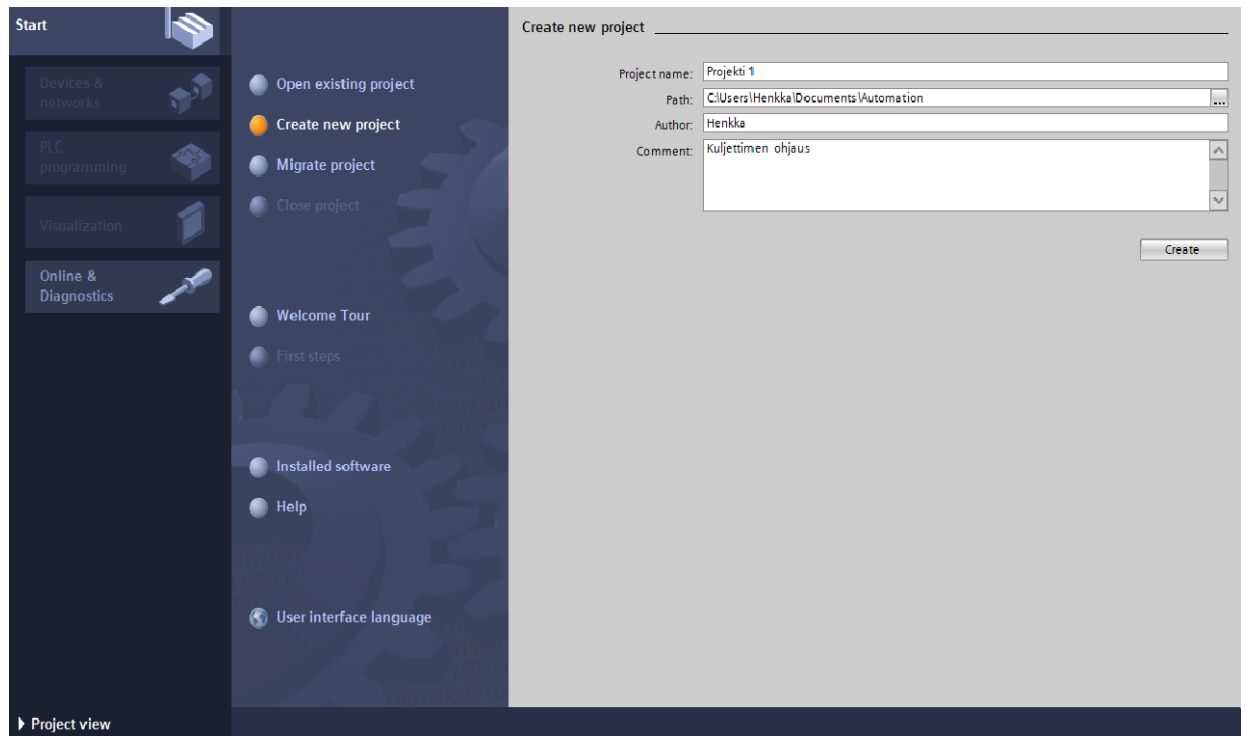 Start
Devices &
networks
PLC
programming
Visualization
Online &
Diagnostics
Open existing project
Create new project
Migrate project
Close project
Welcome Tour
First steps
Installed software
Help
User interface language
Create new project
Project name: Projekti 1
Path: C:\Users\Henkka\Documents\Automation ...
Author: Henkka
Comment: Kuljettimen ohjaus
Create
Project view